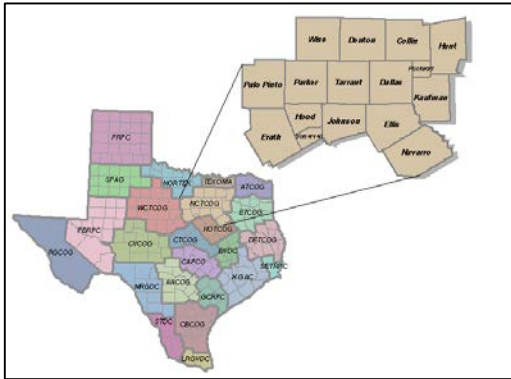 Wise
Denton
Collin
Hunt
Palo Pinto
Parker
Tarrant
Dallas
Rockwall
Kaufman
Hood
Johnson
Ellis
Erath
Navarro
PRPC
SPAG
NORTEX
TEXOMA
ATCOG
WCTCOG
NCTCOG
ETCOG
PBRPC
HOTCOG
RGCOG
CVCOG
CTCOG
BVDC
DETCOG
CAPCO
SETRPC
H-GAC
MRGDC
AACOG
GCRPC
STDC
CBCOG
LRGVDC